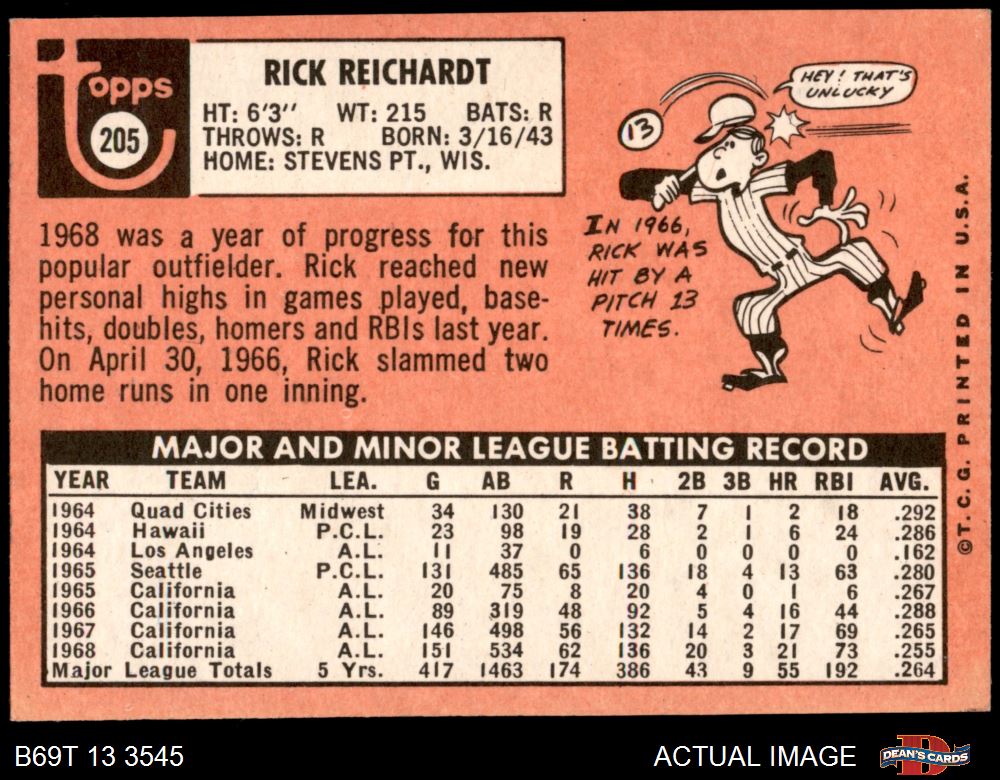 Topps
205
RICK REICHARDT
HT: 6'3" WT: 215 BATS: R
THROWS: R BORN: 3/16/43
HOME: STEVENS PT., WIS.
1968 was a year of progress for this
popular outfielder. Rick reached new
personal highs in games played, base-
hits, doubles, homers and RBIs last year.
On April 30, 1966, Rick slammed two
home runs in one inning.
HEY! THAT'S
UNLUCKY
13
IN 1966,
RICK WAS
HIT BY A
PITCH 13
TIMES.
MAJOR AND MINOR LEAGUE BATTING RECORD
YEAR TEAM LEA. G AB R H 2B 3B HR RBI AVG.
1964 Quad Cities Midwest 34 130 21 38 7 1 2 18 .292
1964 Hawaii P.C.L. 23 98 19 28 2 1 6 24 .286
1964 Los Angeles A.L. 11 37 0 6 0 0 0 0 .162
1965 Seattle P.C.L. 131 485 65 136 18 4 13 63 .280
1965 California A.L. 20 75 8 20 4 0 1 6 .267
1966 California A.L. 89 319 48 92 5 4 16 44 .288
1967 California A.L. 146 498 56 132 14 2 17 69 .265
1968 California A.L. 151 534 62 136 20 3 21 73 .255
Major League Totals 5 Yrs. 417 1463 174 386 43 9 55 192 .264
©T.C.G. PRINTED IN U.S.A.
B69T 13 3545
ACTUAL IMAGE
DEAN'S CARDS